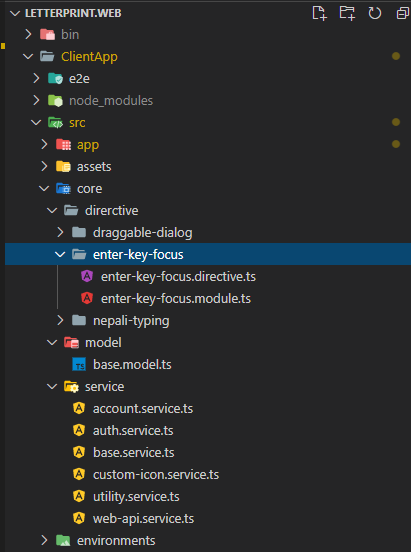 LETTERPRINT.WEB
bin
ClientApp
e2e
node_modules
src
app
assets
core
direrctive
draggable-dialog
enter-key-focus
enter-key-focus.directive.ts
enter-key-focus.module.ts
nepali-typing
model
TS base.model.ts
service
account.service.ts
auth.service.ts
base.service.ts
custom-icon.service.ts
utility.service.ts
web-api.service.ts
environments